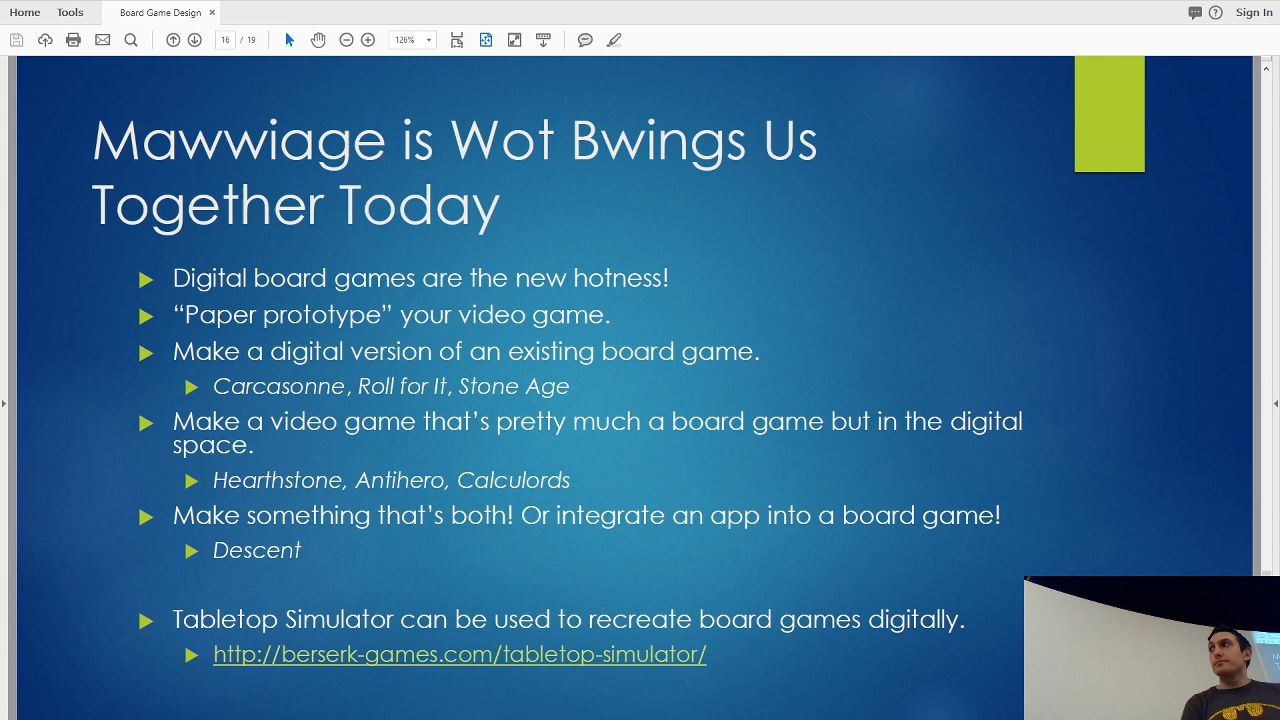 Home Tools Board Game Design × Sign In
16 / 19 126%
Mawwiage is Wot Bwings Us
Together Today
Digital board games are the new hotness!
“Paper prototype” your video game.
Make a digital version of an existing board game.
Carcasonne, Roll for It, Stone Age
Make a video game that’s pretty much a board game but in the digital
space.
Hearthstone, Antihero, Calculords
Make something that’s both! Or integrate an app into a board game!
Descent
Tabletop Simulator can be used to recreate board games digitally.
http://berserk-games.com/tabletop-simulator/